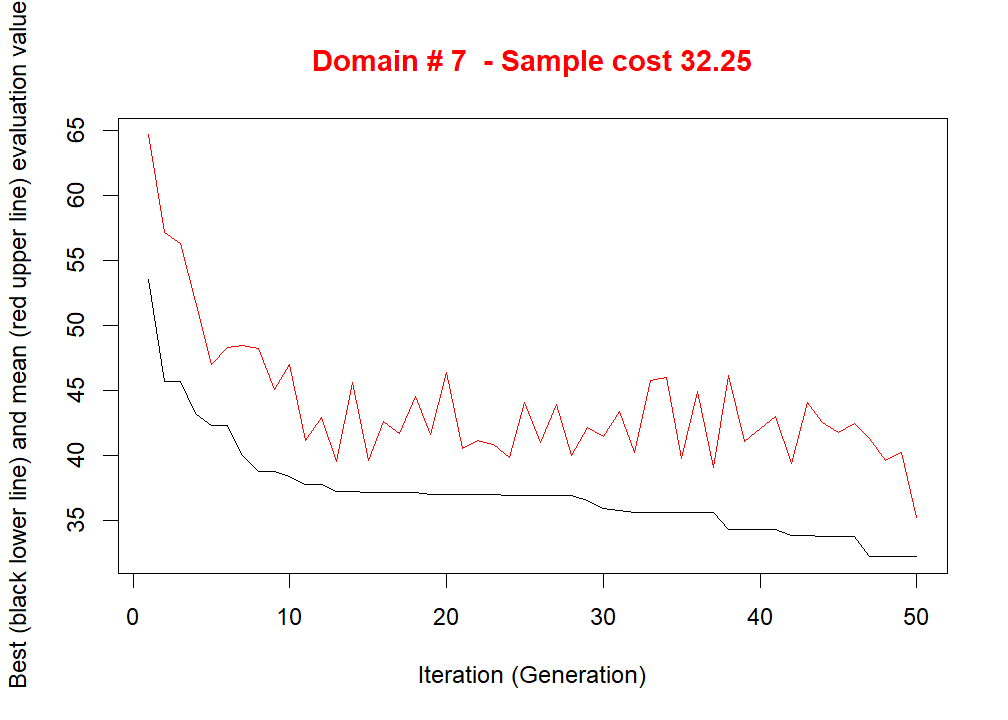 Domain # 7  - Sample cost 32.25
Best (black lower line) and mean (red upper line) evaluation value
65
60
55
50
45
40
35
0 10 20 30 40 50
Iteration (Generation)